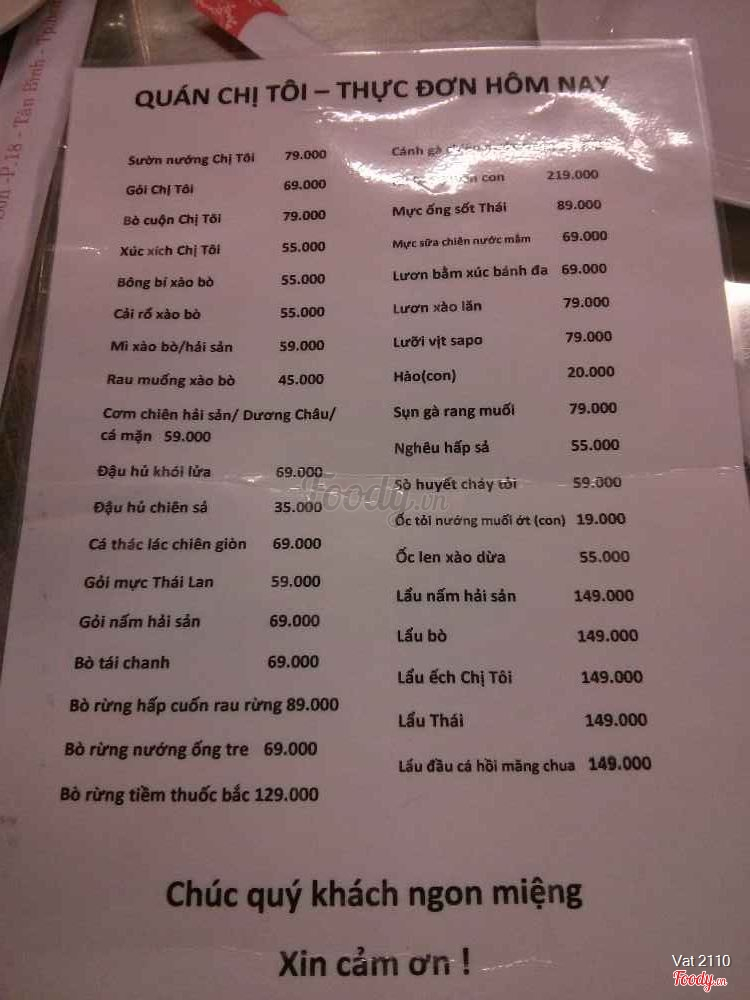 P.18 - Tân Bình - Tph
QUÁN CHỊ TÔI – THỰC ĐƠN HÔM NAY
Sườn nướng Chị Tôi 79.000
Gỏi Chị Tôi 69.000
Bò cuộn Chị Tôi 79.000
Xúc xích Chị Tôi 55.000
Bông bí xào bò 55.000
Cải rổ xào bò 55.000
Mì xào bò/hải sản 59.000
Rau muống xào bò 45.000
Cơm chiên hải sản/ Dương Châu/
cá mặn 59.000
Đậu hủ khói lửa 69.000
Đậu hủ chiên sả 35.000
Cá thác lác chiên giòn 69.000
Gỏi mực Thái Lan 59.000
Gỏi nấm hải sản 69.000
Bò tái chanh 69.000
Bò rừng hấp cuốn rau rừng 89.000
Bò rừng nướng ống tre 69.000
Bò rừng tiềm thuốc bắc 129.000
Cánh gà chiên
con 219.000
Mực ống sốt Thái 89.000
Mực sữa chiên nước mắm 69.000
Lươn bằm xúc bánh đa 69.000
Lươn xào lăn 79.000
Lưỡi vịt sapo 79.000
Hào(con) 20.000
Sụn gà rang muối 79.000
Nghêu hấp sả 55.000
Sò huyết cháy tỏi 59.000
Ốc tỏi nướng muối ớt (con) 19.000
Ốc len xào dừa 55.000
Lẩu nấm hải sản 149.000
Lẩu bò 149.000
Lẩu ếch Chị Tôi 149.000
Lẩu Thái 149.000
Lẩu đầu cá hồi măng chua 149.000
Foody.vn
Chúc quý khách ngon miệng
Xin cảm ơn !
Vat 2110
Foody.vn